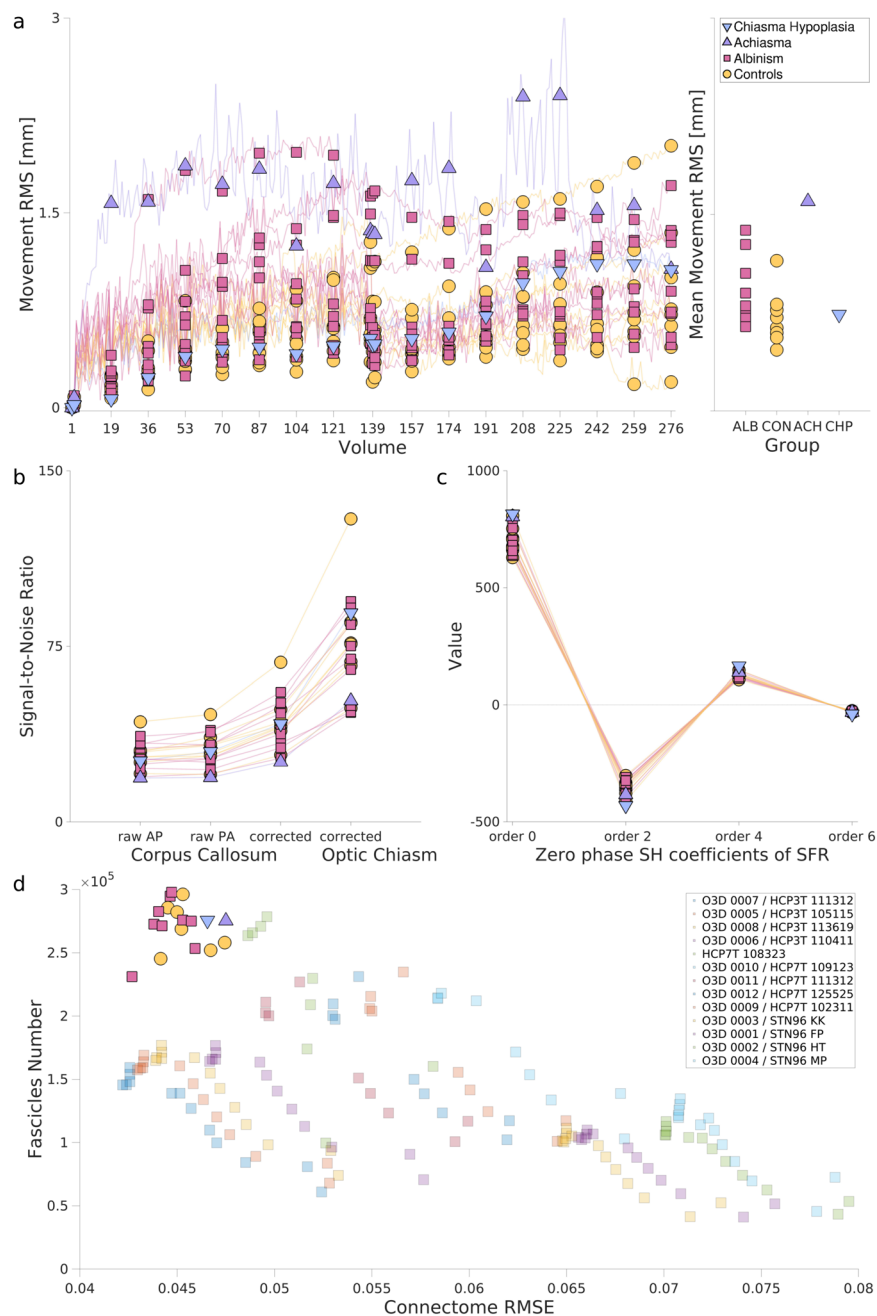 a
3
1.5
0
Movement RMS [mm]
1 19 36 53 70 87 104 121 139 157 174 191 208 225 242 259 276
Volume
Mean Movement RMS [mm]
Chiasma Hypoplasia
Achiasma
Albinism
Controls
ALB CON ACH CHP
Group
b
150
75
0
Signal-to-Noise Ratio
raw AP raw PA corrected corrected
Corpus Callosum Optic Chiasm
c
1000
500
0
-500
Value
order 0 order 2 order 4 order 6
Zero phase SH coefficients of SFR
d
×10⁵
3
2.5
2
1.5
1
0.5
0
Fascicles Number
O3D 0007 / HCP3T 111312
O3D 0005 / HCP3T 105115
O3D 0008 / HCP3T 113619
O3D 0006 / HCP3T 110411
HCP7T 108323
O3D 0010 / HCP7T 109123
O3D 0011 / HCP7T 111312
O3D 0012 / HCP7T 125525
O3D 0009 / HCP7T 102311
O3D 0003 / STN96 KK
O3D 0001 / STN96 FP
O3D 0002 / STN96 HT
O3D 0004 / STN96 MP
0.04 0.045 0.05 0.055 0.06 0.065 0.07 0.075 0.08
Connectome RMSE